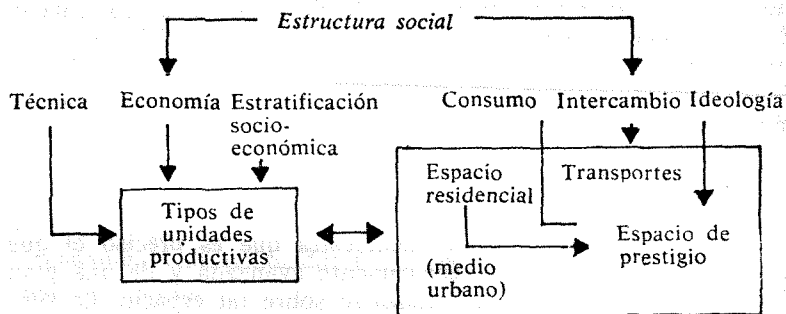 Estructura social
Técnica Economía Estratificación socio-económica Consumo Intercambio Ideología
Espacio residencial
Transportes
Tipos de
unidades
productivas
Espacio de
prestigio
(medio
urbano)